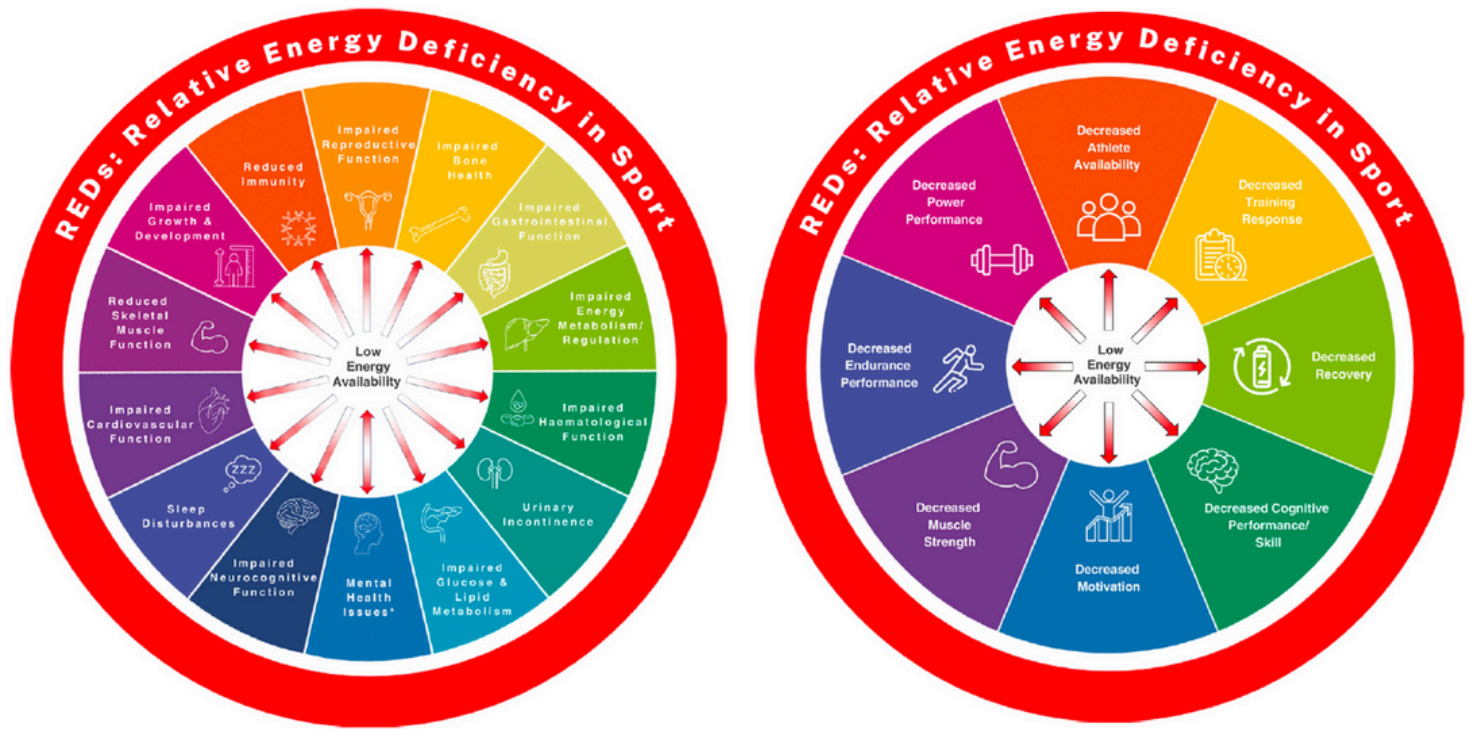 REDs: Relative Energy Deficiency in Sport
Impaired
Reproductive
Function
Impaired
Bone
Health
Impaired
Gastrointestinal
Function
Impaired
Energy
Metabolism/
Regulation
Impaired
Haematological
Function
Urinary
Incontinence
Impaired
Glucose &
Lipid
Metabolism
Mental
Health
Issues*
Impaired
Neurocognitive
Function
zzz
Sleep
Disturbances
Impaired
Cardiovascular
Function
Reduced
Skeletal
Muscle
Function
Impaired
Growth &
Development
Reduced
Immunity
Low
Energy
Availability
REDs: Relative Energy Deficiency in Sport
Decreased
Athlete
Availability
Decreased
Training
Response
Decreased
Recovery
Decreased Cognitive
Performance/
Skill
Decreased
Motivation
Decreased
Muscle
Strength
Decreased
Endurance
Performance
Decreased
Power
Performance
Low
Energy
Availability